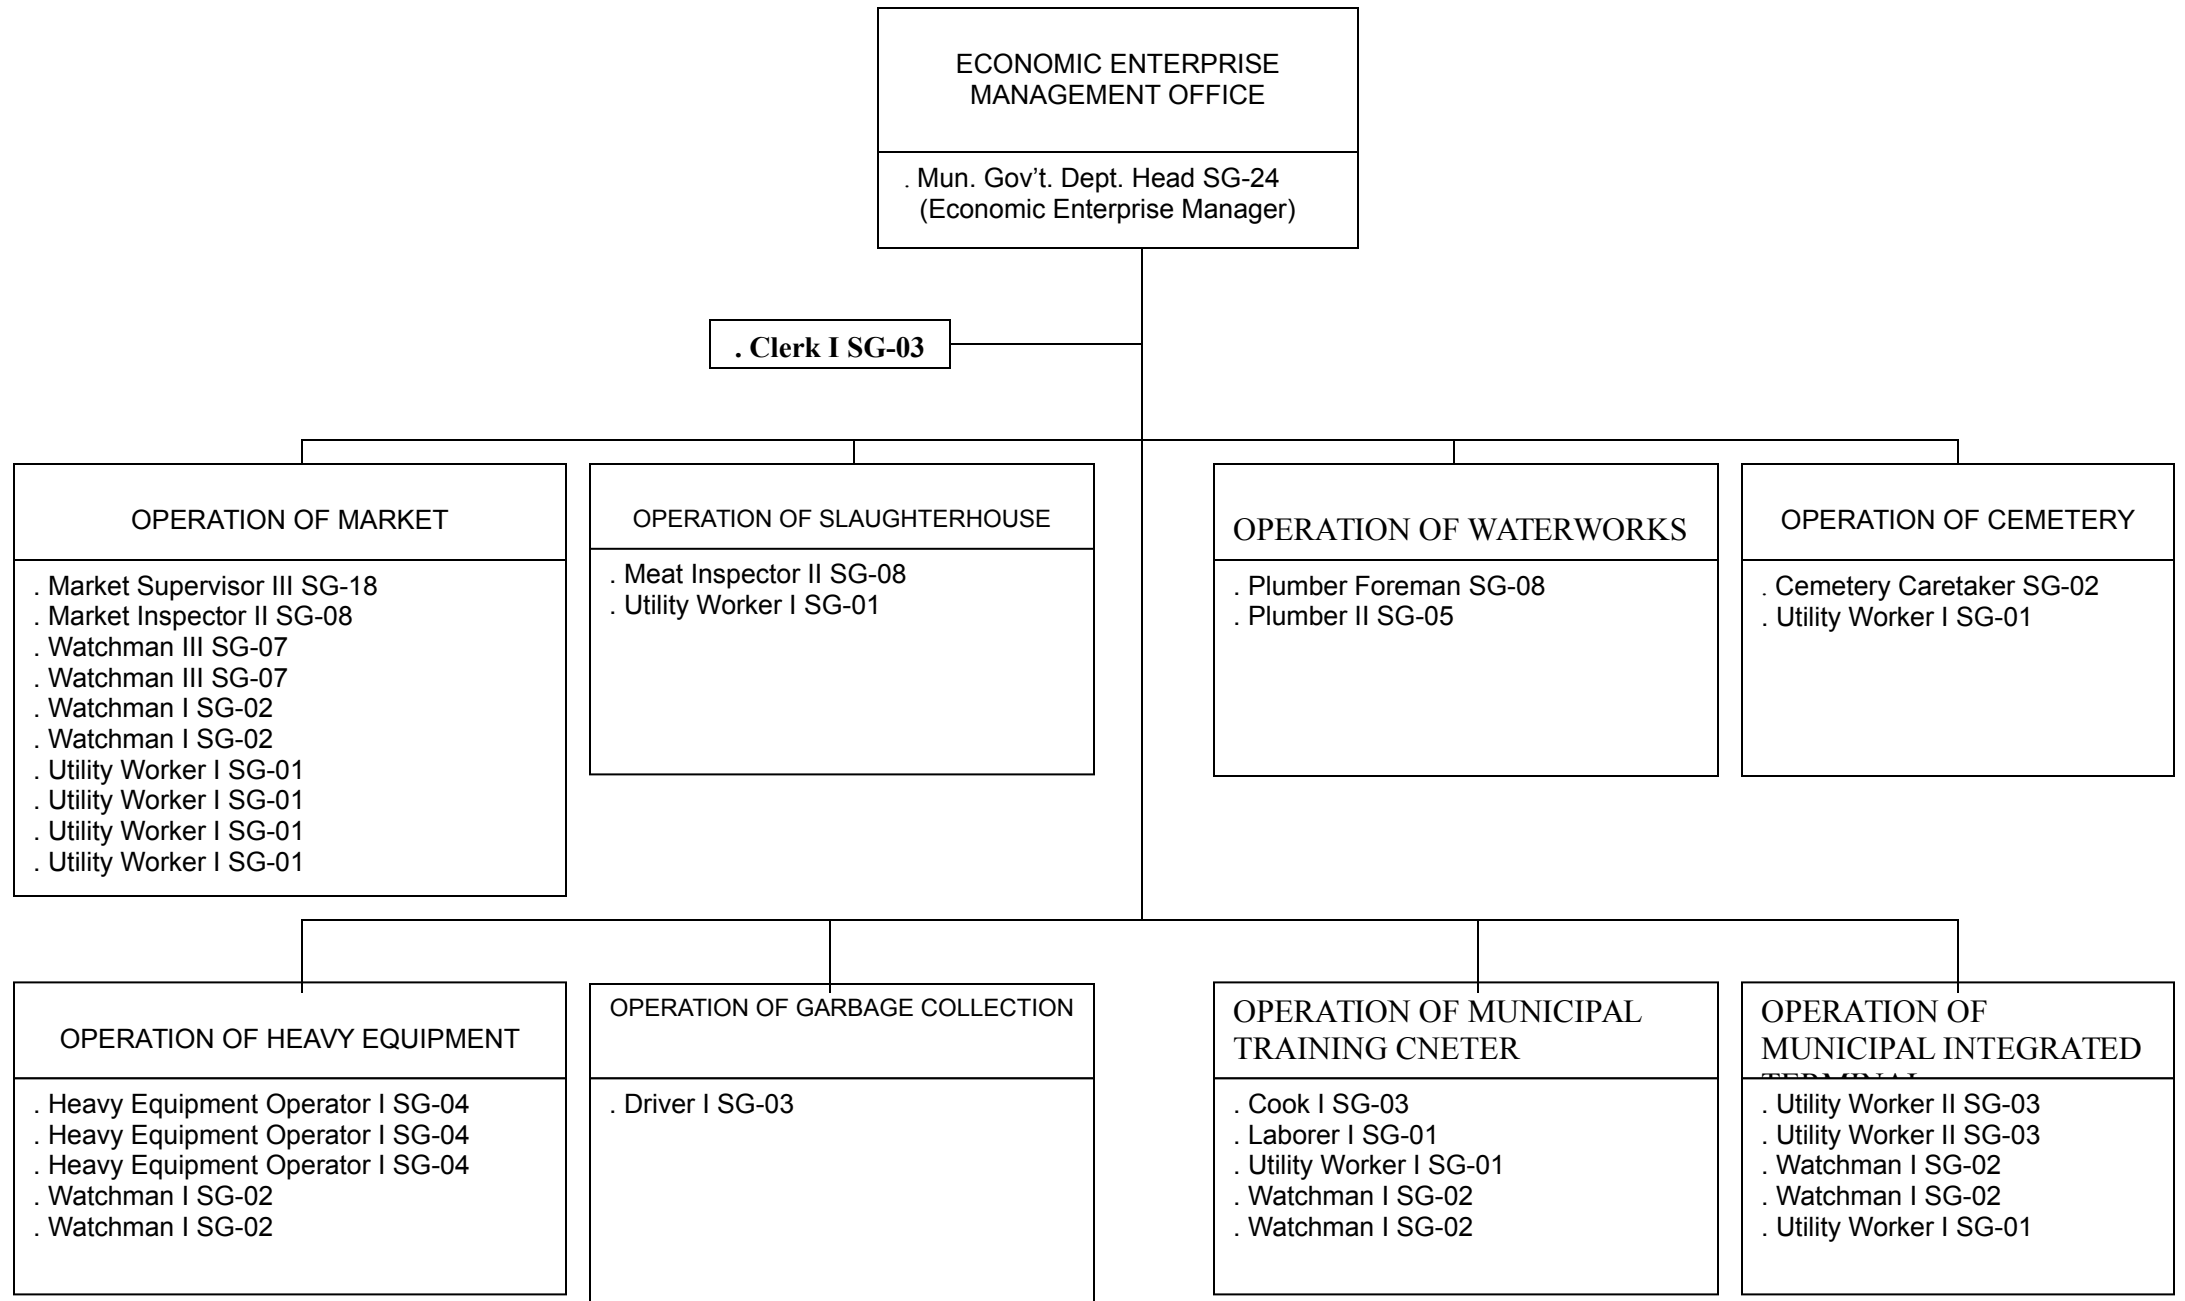 ECONOMIC ENTERPRISE
MANAGEMENT OFFICE
. Mun. Gov’t. Dept. Head SG-24
(Economic Enterprise Manager)
. Clerk I SG-03
OPERATION OF MARKET
. Market Supervisor III SG-18
. Market Inspector II SG-08
. Watchman III SG-07
. Watchman III SG-07
. Watchman I SG-02
. Watchman I SG-02
. Utility Worker I SG-01
. Utility Worker I SG-01
. Utility Worker I SG-01
. Utility Worker I SG-01
OPERATION OF SLAUGHTERHOUSE
. Meat Inspector II SG-08
. Utility Worker I SG-01
OPERATION OF WATERWORKS
. Plumber Foreman SG-08
. Plumber II SG-05
OPERATION OF CEMETERY
. Cemetery Caretaker SG-02
. Utility Worker I SG-01
OPERATION OF HEAVY EQUIPMENT
. Heavy Equipment Operator I SG-04
. Heavy Equipment Operator I SG-04
. Heavy Equipment Operator I SG-04
. Watchman I SG-02
. Watchman I SG-02
OPERATION OF GARBAGE COLLECTION
. Driver I SG-03
OPERATION OF MUNICIPAL
TRAINING CNETER
. Cook I SG-03
. Laborer I SG-01
. Utility Worker I SG-01
. Watchman I SG-02
. Watchman I SG-02
OPERATION OF
MUNICIPAL INTEGRATED
TERMINAL
. Utility Worker II SG-03
. Utility Worker II SG-03
. Watchman I SG-02
. Watchman I SG-02
. Utility Worker I SG-01